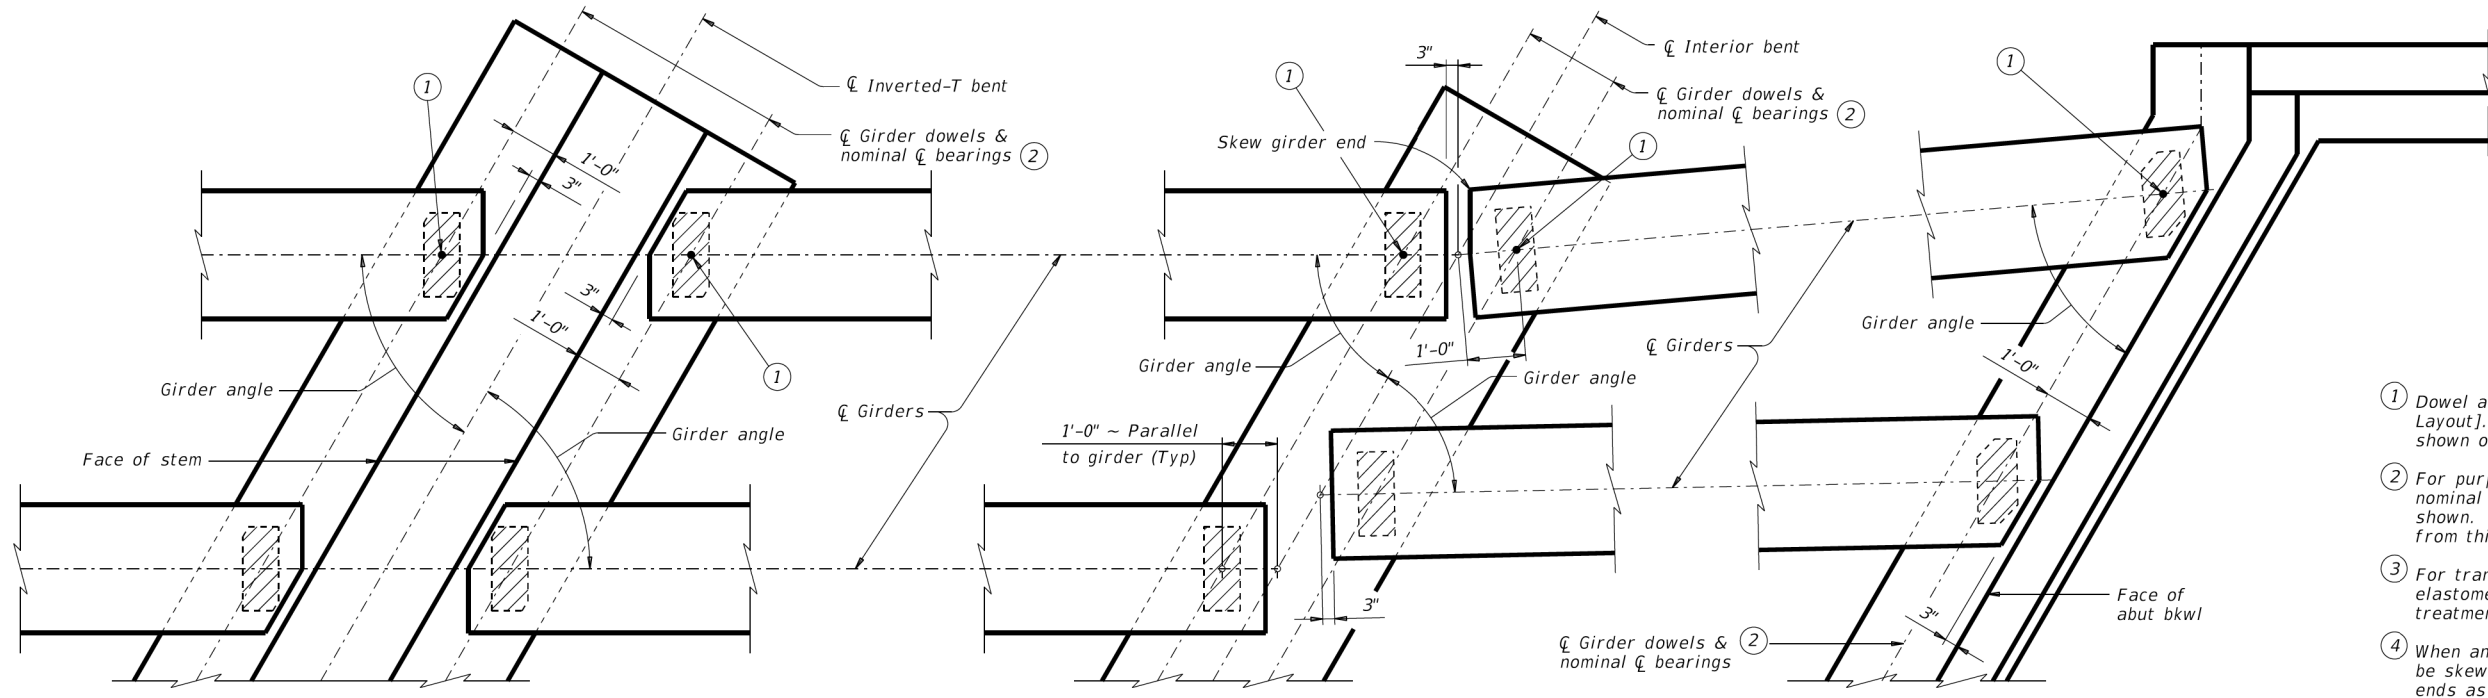 ℄ Inverted-T bent
℄ Girder dowels &
nominal ℄ bearings 2
1
1'-0"
3"
3"
1'-0"
1
Girder angle
Girder angle
Face of stem
℄ Girders
3"
℄ Interior bent
1
℄ Girder dowels &
nominal ℄ bearings 2
Skew girder end
1
1'-0"
Girder angle
Girder angle
1'-0" ~ Parallel
to girder (Typ)
3"
℄ Girders
1
Girder angle
1'-0"
Face of
abut bkwl
3"
℄ Girder dowels & 2
nominal ℄ bearings
1 Dowel a
Layout].
shown o
2 For pur
nominal
shown.
from thi
3 For tran
elastome
treatmen
4 When an
be skew
ends as